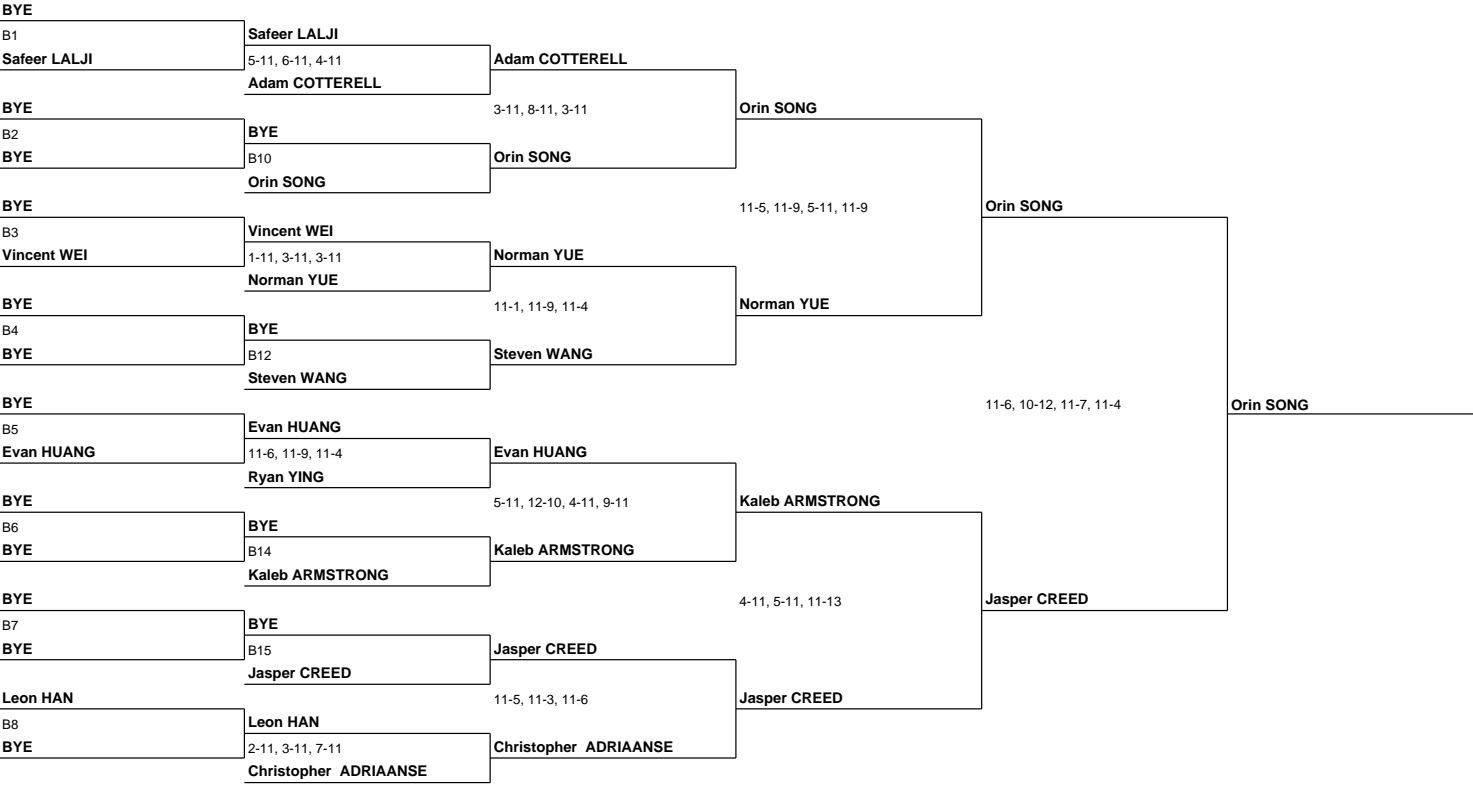 BYE
B1
Safeer LALJI
BYE
B2
BYE
BYE
B3
Vincent WEI
BYE
B4
BYE
BYE
B5
Evan HUANG
BYE
B6
BYE
BYE
B7
BYE
Leon HAN
B8
BYE
Safeer LALJI
5-11, 6-11, 4-11
Adam COTTERELL
BYE
B10
Orin SONG
Vincent WEI
1-11, 3-11, 3-11
Norman YUE
BYE
B12
Steven WANG
Evan HUANG
11-6, 11-9, 11-4
Ryan YING
BYE
B14
Kaleb ARMSTRONG
BYE
B15
Jasper CREED
Leon HAN
2-11, 3-11, 7-11
Christopher  ADRIAANSE
Adam COTTERELL
3-11, 8-11, 3-11
Orin SONG
Norman YUE
11-1, 11-9, 11-4
Steven WANG
Evan HUANG
5-11, 12-10, 4-11, 9-11
Kaleb ARMSTRONG
Jasper CREED
11-5, 11-3, 11-6
Christopher  ADRIAANSE
Orin SONG
11-5, 11-9, 5-11, 11-9
Norman YUE
Kaleb ARMSTRONG
4-11, 5-11, 11-13
Jasper CREED
Orin SONG
11-6, 10-12, 11-7, 11-4
Jasper CREED
Orin SONG